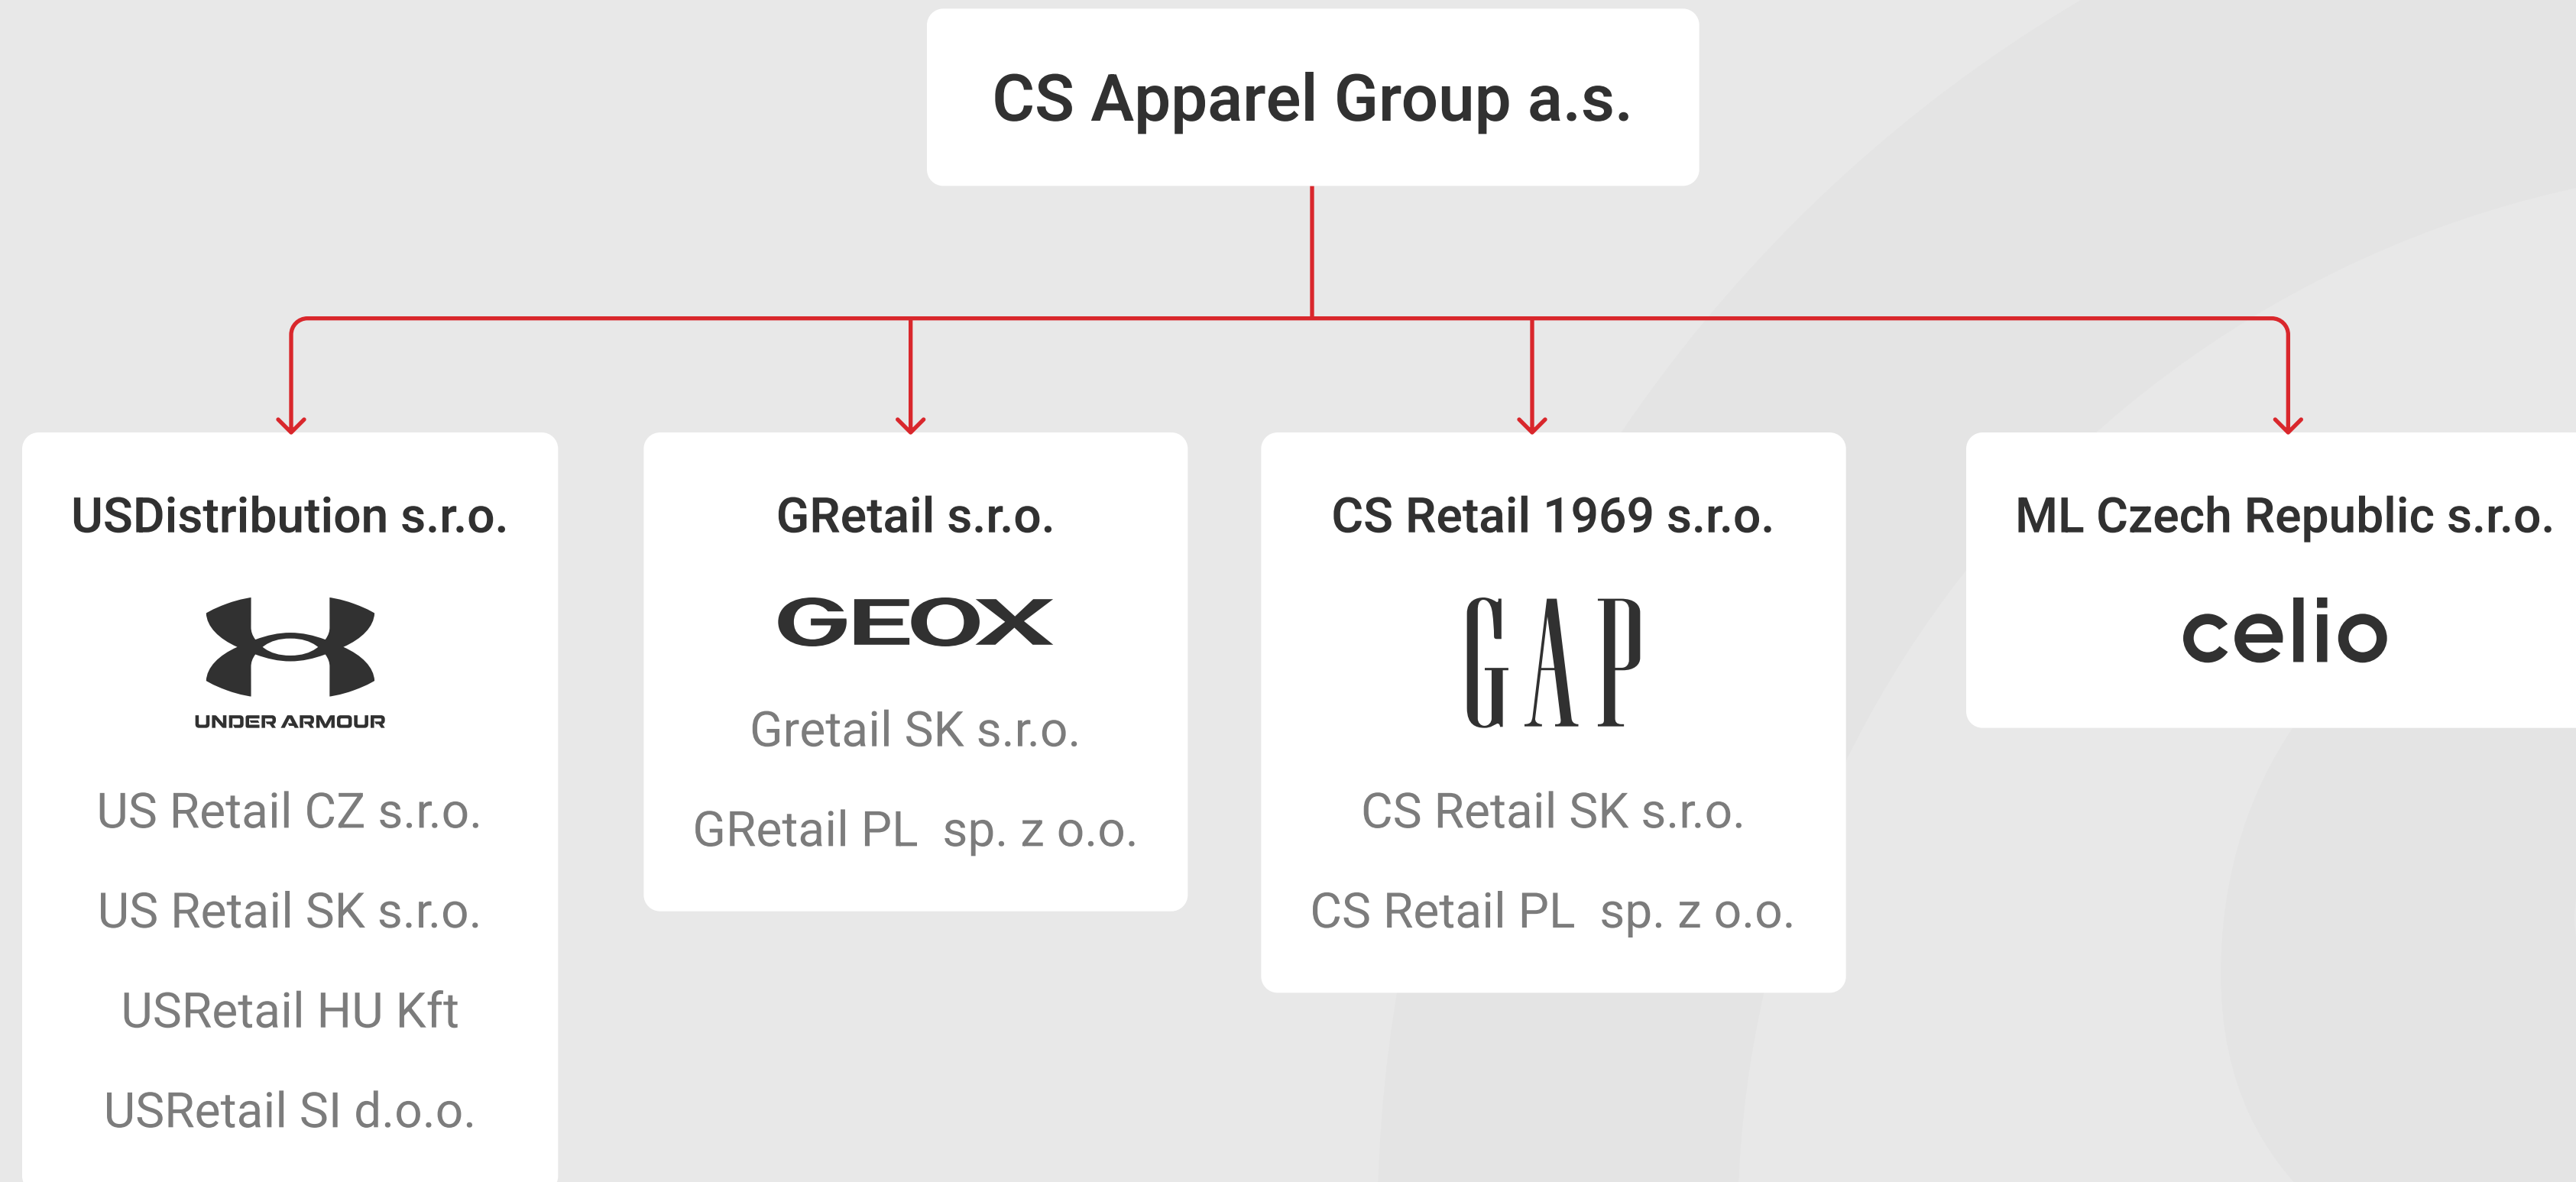 CS Apparel Group a.s.
USDistribution s.r.o.
UNDER ARMOUR
US Retail CZ s.r.o.
US Retail SK s.r.o.
USRetail HU Kft
USRetail SI d.o.o.
GRetail s.r.o.
GEOX
Gretail SK s.r.o.
GRetail PL  sp. z o.o.
CS Retail 1969 s.r.o.
GAP
CS Retail SK s.r.o.
CS Retail PL  sp. z o.o.
ML Czech Republic s.r.o.
celio